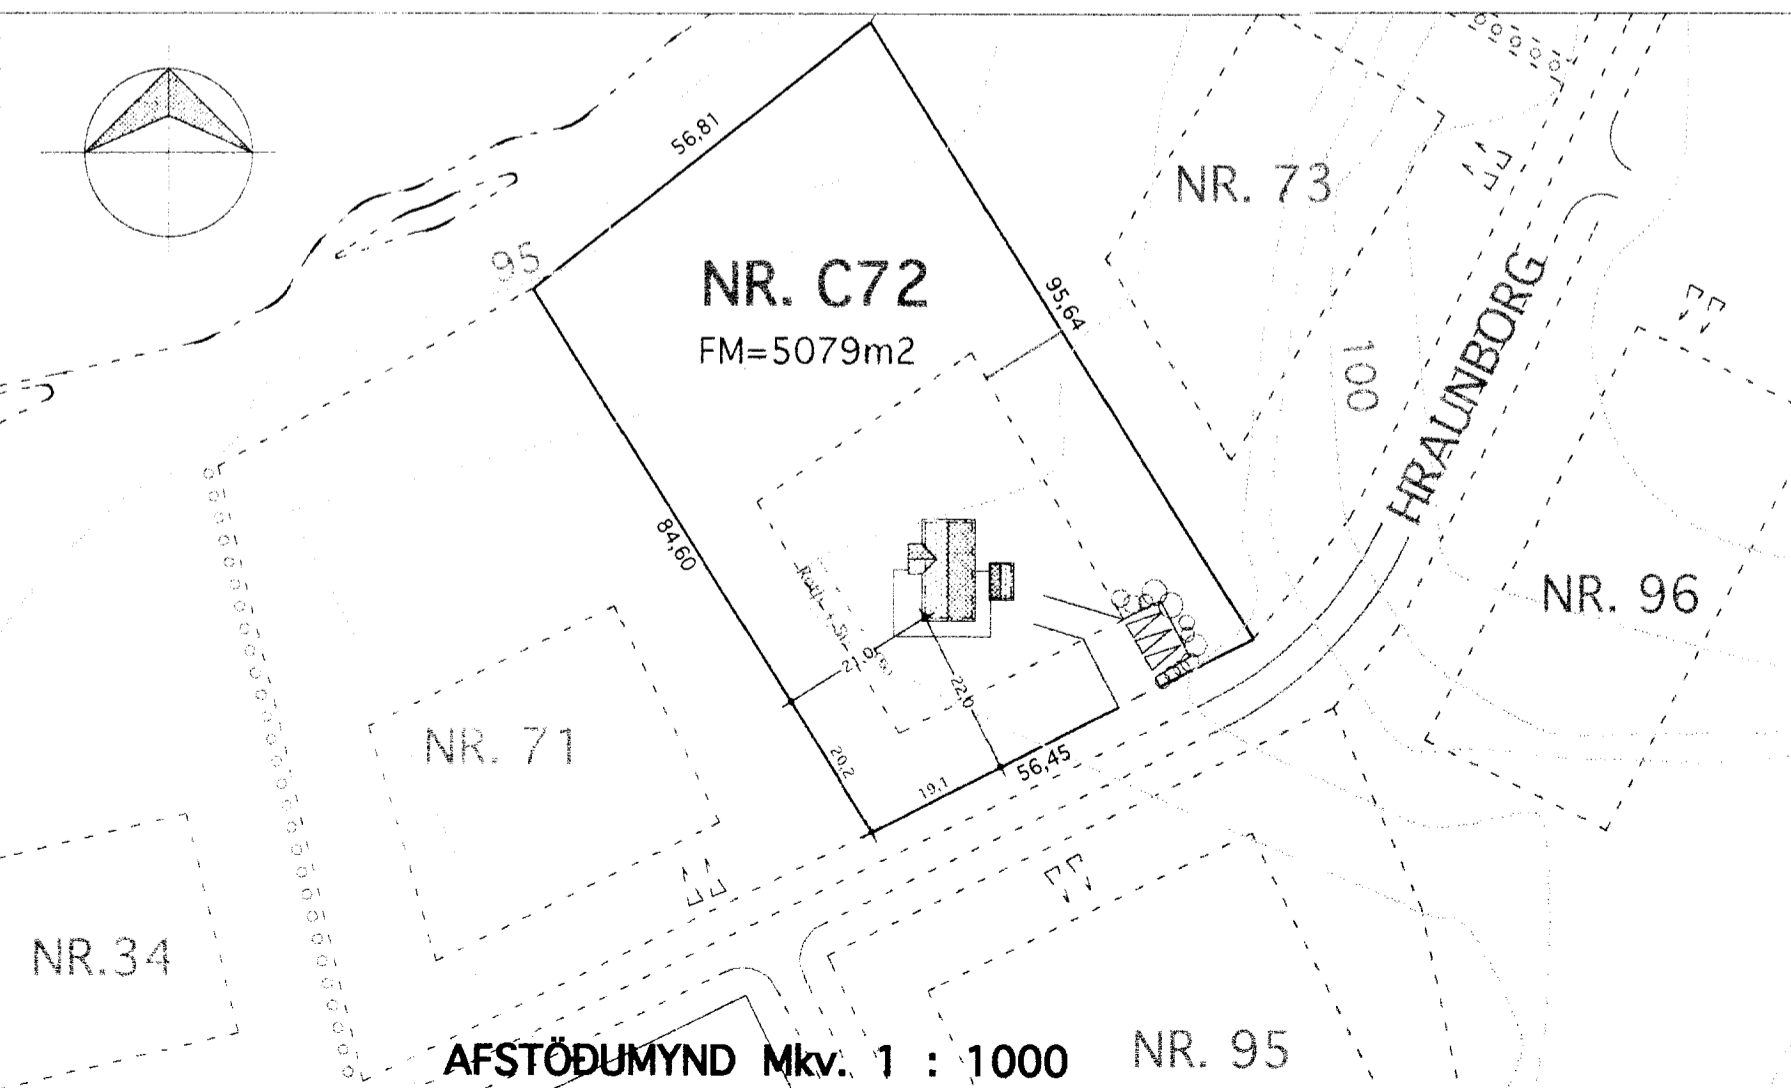 56,81
95
NR. 73
NR. C72
FM=5079m2
95,64
HRAUNBORG
100
84,60
NR. 96
21,0
22,0
NR. 71
20,2
19,1
56,45
NR.34
AFSTÖÐUMYND Mkv. 1 : 1000
NR. 95